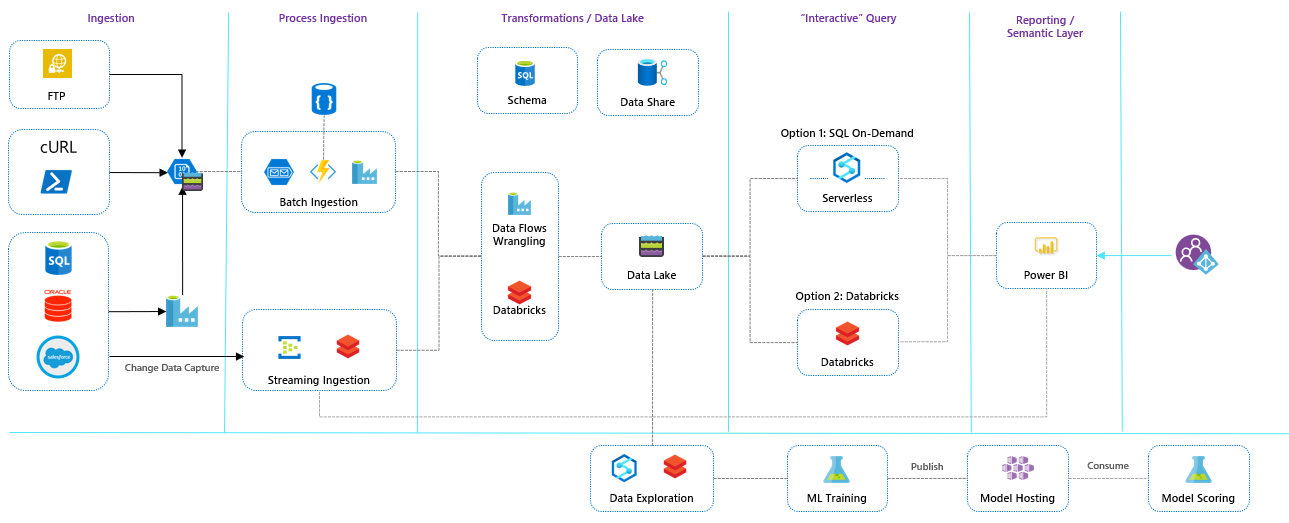 Ingestion
Process Ingestion
Transformations / Data Lake
“Interactive” Query
Reporting /
Semantic Layer
FTP
SQL
Schema
Data Share
cURL
10
Option 1: SQL On-Demand
Batch Ingestion
Serverless
Data Flows
Wrangling
SQL
Data Lake
Power BI
ORACLE
Databricks
Option 2: Databricks
salesforce
Change Data Capture
Streaming Ingestion
Databricks
Data Exploration
ML Training
Publish
Model Hosting
Consume
Model Scoring